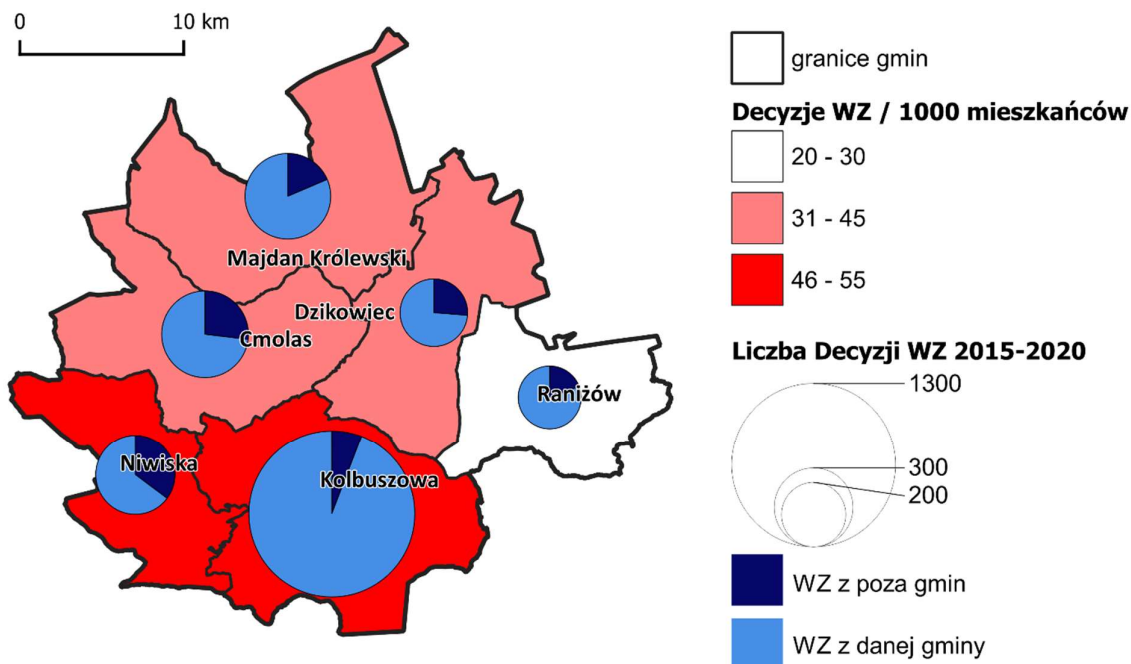 0 10 km
Majdan Królewski
Dzikowiec
Cmolas
Raniżów
Niwiska
Kolbuszowa
granice gmin
Decyzje WZ / 1000 mieszkańców
20 - 30
31 - 45
46 - 55
Liczba Decyzji WZ 2015-2020
1300
300
200
WZ z poza gmin
WZ z danej gminy